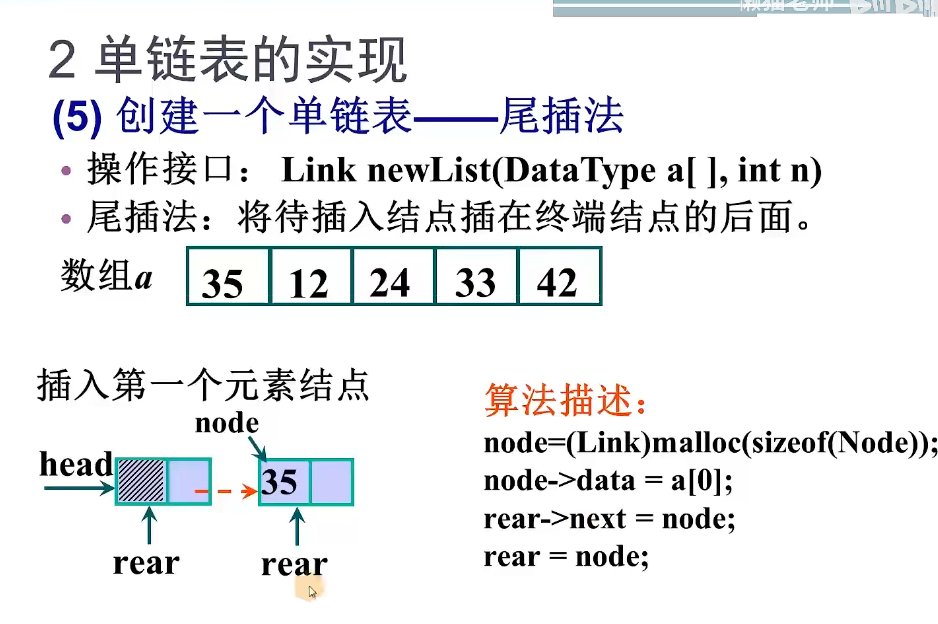 2 单链表的实现
(5) 创建一个单链表——尾插法
• 操作接口： Link newList(DataType a[ ], int n)
• 尾插法：将待插入结点插在终端结点的后面。
数组a 35 12 24 33 42
插入第一个元素结点
node
head
35
rear
rear
算法描述：
node=(Link)malloc(sizeof(Node));
node->data = a[0];
rear->next = node;
rear = node;